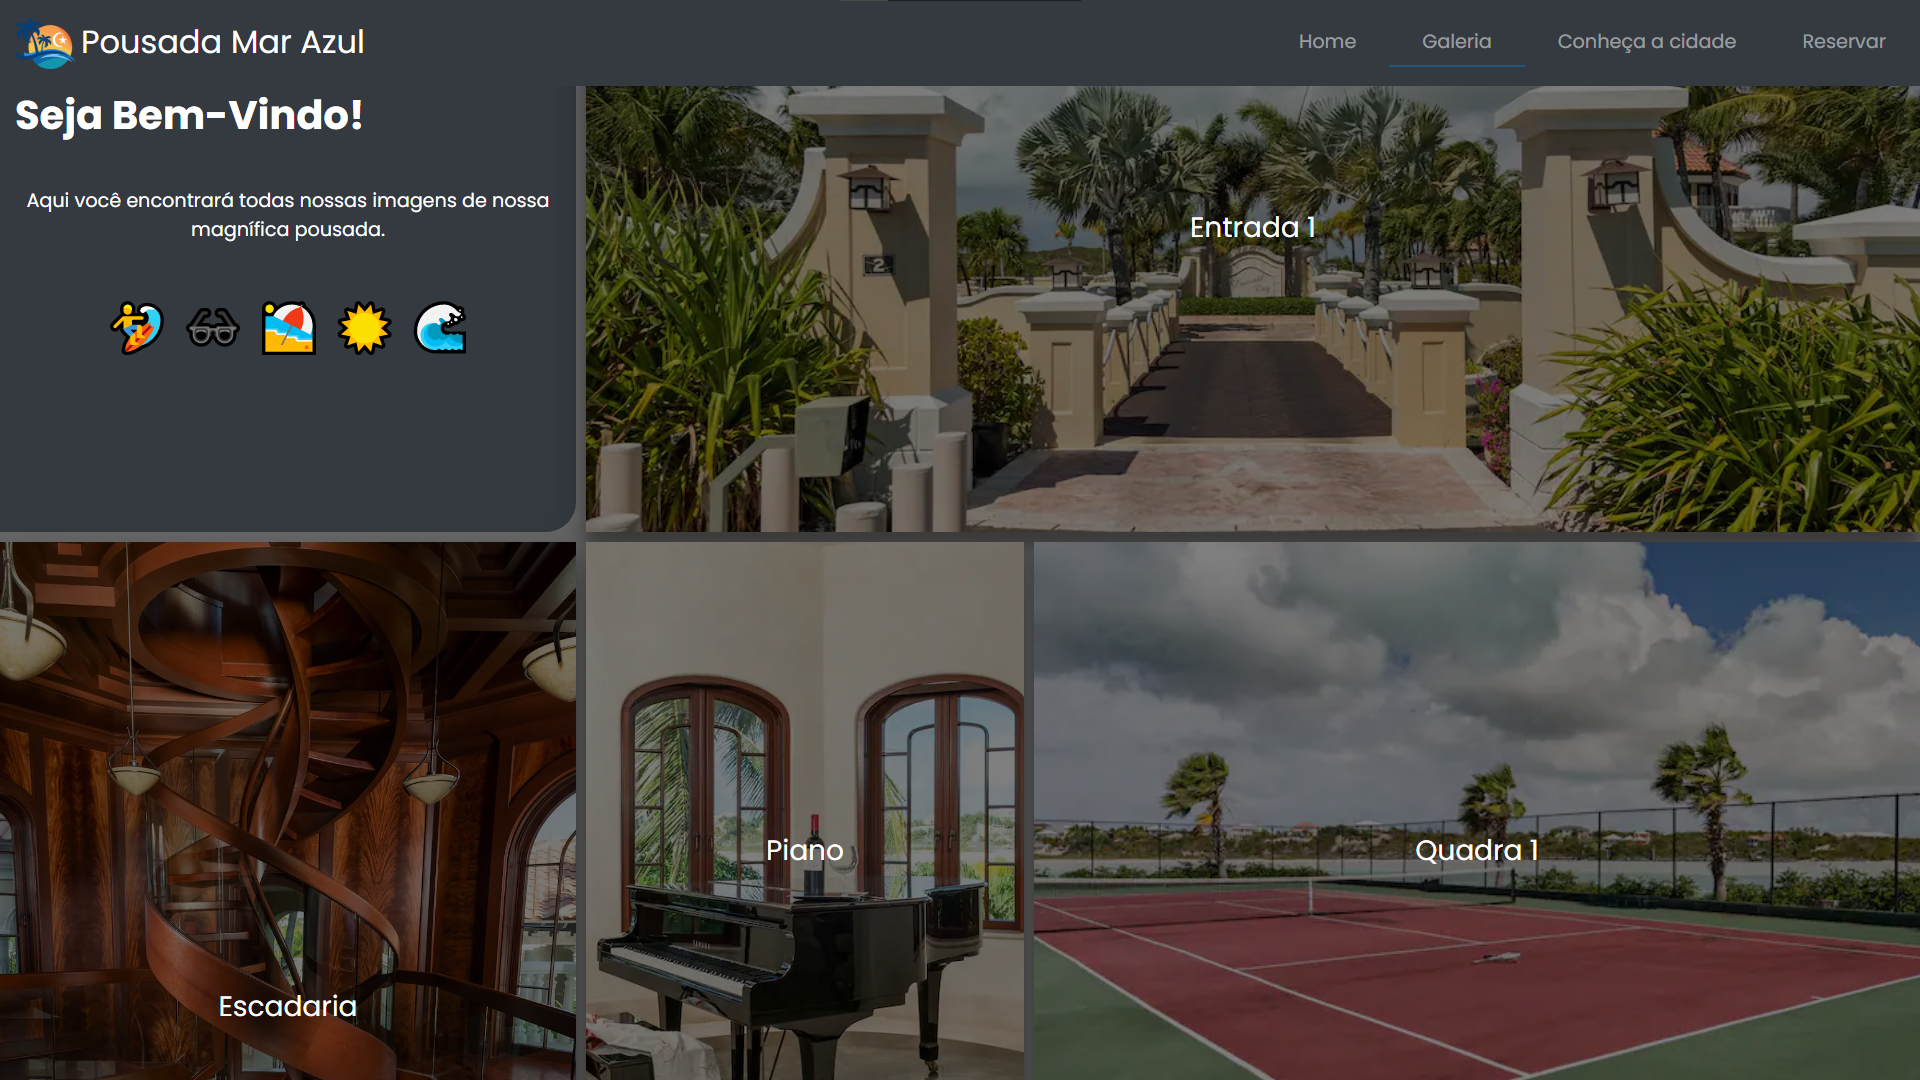 Pousada Mar Azul
Home
Galeria
Conheça a cidade
Reservar
Seja Bem-Vindo!
Aqui você encontrará todas nossas imagens de nossa
magnífica pousada.
Entrada 1
2
Escadaria
Piano
Quadra 1